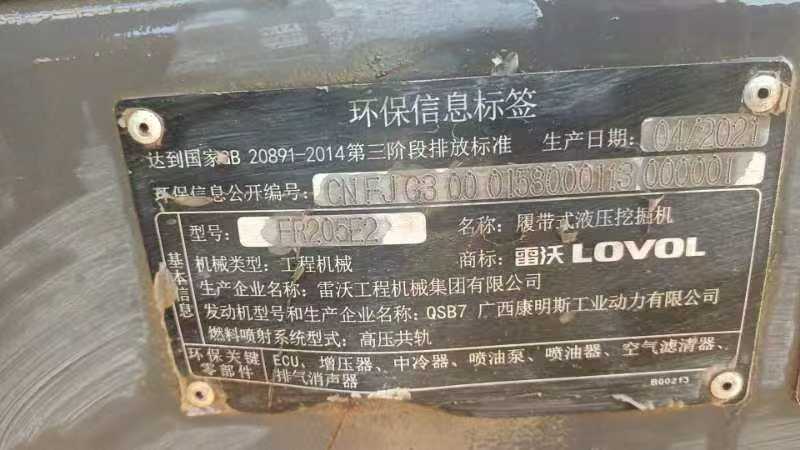 环保信息标签
达到国家GB 20891-2014第三阶段排放标准 生产日期: 04/2021
环保信息公开编号: CN FJ G3 00 0158000113 000001
基本信息
型号: FR205E2 名称: 履带式液压挖掘机
机械类型: 工程机械 商标: 雷沃 LOVOL
生产企业名称: 雷沃工程机械集团有限公司
发动机型号和生产企业名称: QSB7 广西康明斯工业动力有限公司
燃料喷射系统型式: 高压共轨
环保关键零部件
ECU、增压器、中冷器、喷油泵、喷油器、空气滤清器、
排气消声器
B00213